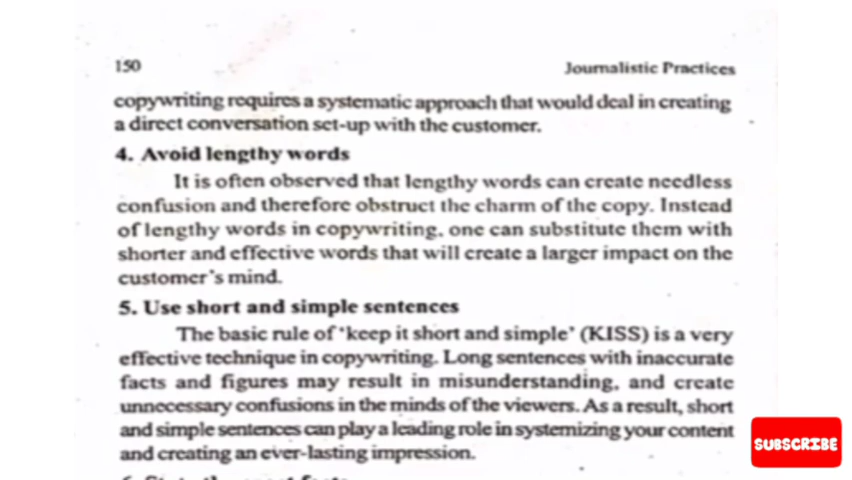 150
Journalistic Practices
copywriting requires a systematic approach that would deal in creating
a direct conversation set-up with the customer.
4. Avoid lengthy words
It is often observed that lengthy words can create needless
confusion and therefore obstruct the charm of the copy. Instead
of lengthy words in copywriting, one can substitute them with
shorter and effective words that will create a larger impact on the
customer's mind.
5. Use short and simple sentences
The basic rule of 'keep it short and simple' (KISS) is a very
effective technique in copywriting. Long sentences with inaccurate
facts and figures may result in misunderstanding, and create
unnecessary confusions in the minds of the viewers. As a result, short
and simple sentences can play a leading role in systemizing your content
and creating an ever-lasting impression.
SUBSCRIBE